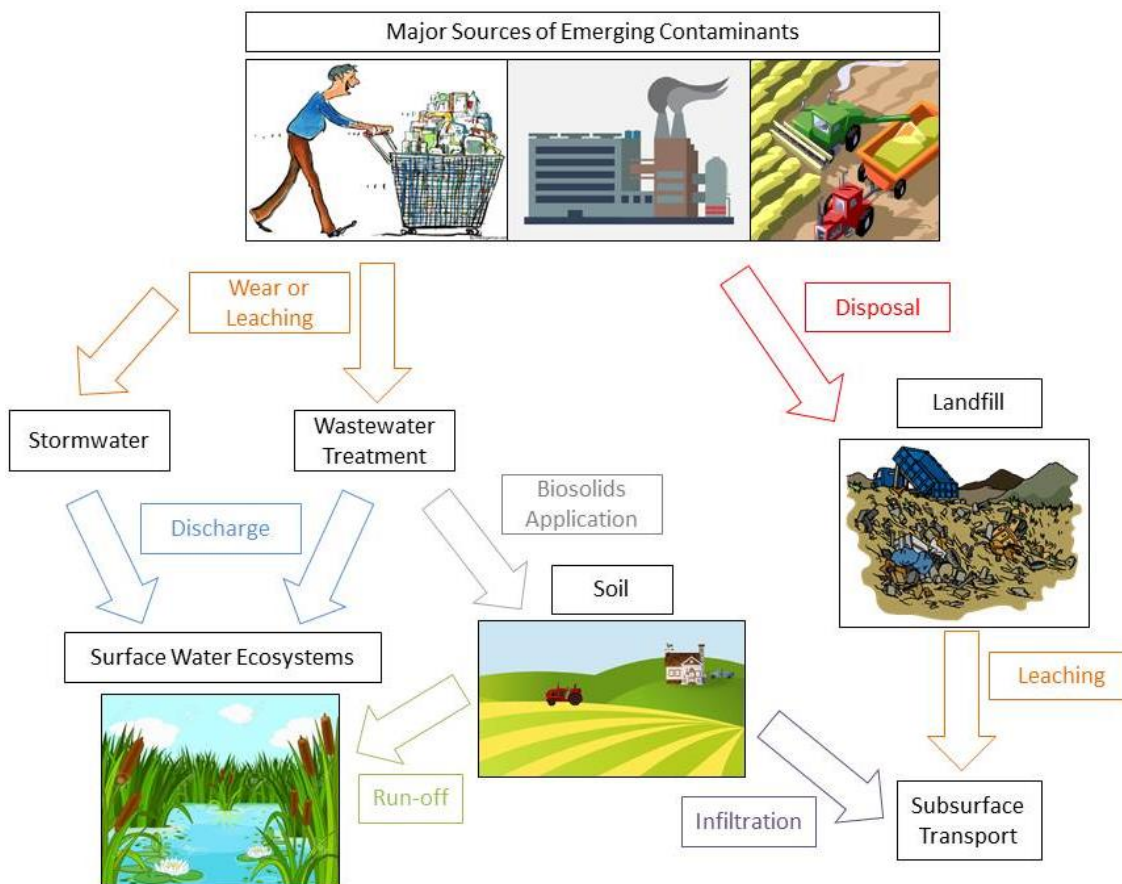 Major Sources of Emerging Contaminants
Wear or
Leaching
Disposal
Landfill
Stormwater
Wastewater
Treatment
Biosolids
Application
Discharge
Soil
Surface Water Ecosystems
Leaching
Run-off
Infiltration
Subsurface
Transport